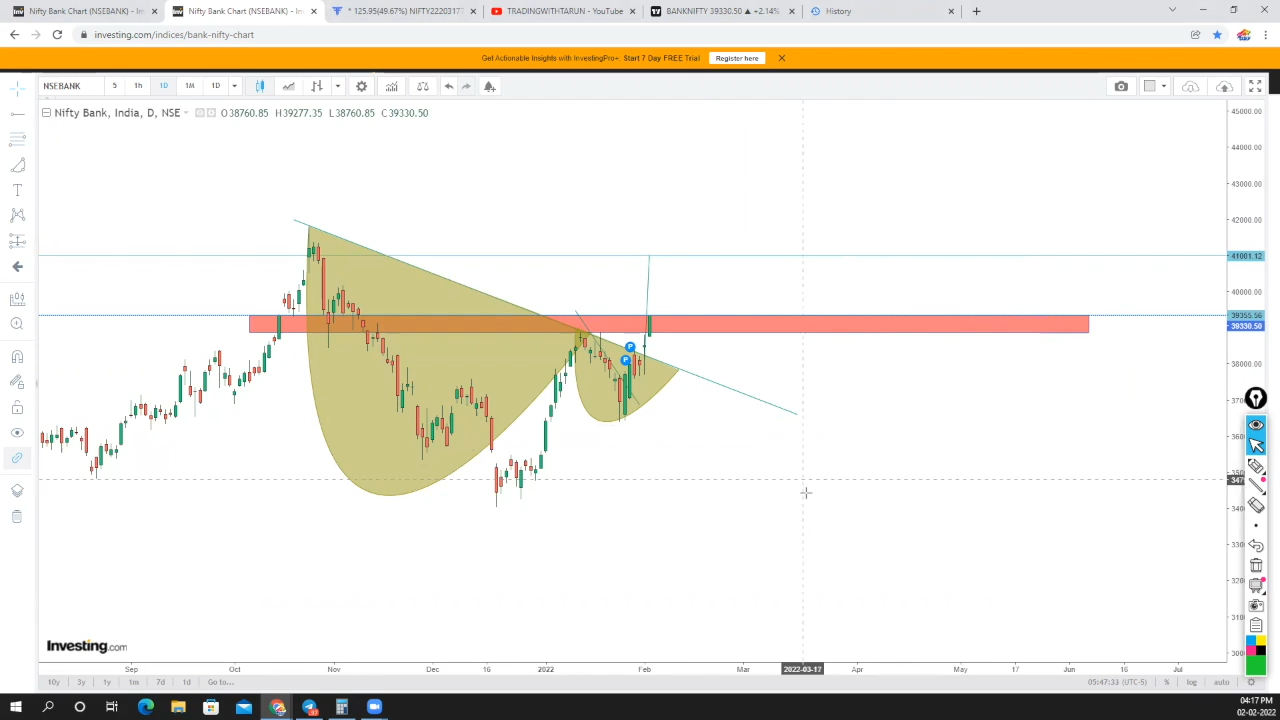 Nifty Bank Chart (NSEBANK) - In
Nifty Bank Chart (NSEBANK) - In
* 125.95(49.67%) NIFTY2220317
TRADINGWITHTARUN - YouTube
BANKNIFTY 39330.50 ▲ +2.14%
History
investing.com/indices/bank-nifty-chart
Get Actionable Insights with InvestingPro+ Start 7 Day FREE Trial Register here
NSEBANK 5 1h 1D 1M 1D
Nifty Bank, India, D, NSE O38760.85 H39277.35 L38760.85 C39330.50
45000.00
44000.00
43000.00
42000.00
41001.12
40000.00
39355.56
39330.50
38000.00
P
P
Investing.com
Sep Oct Nov Dec 16 2022 Feb Mar 2022-03-17 Apr May 17 Jun 16 Jul
10y 3y 1y 1m 7d 1d Go to... 05:47:33 (UTC-5) % log auto
04:17 PM
02-02-2022